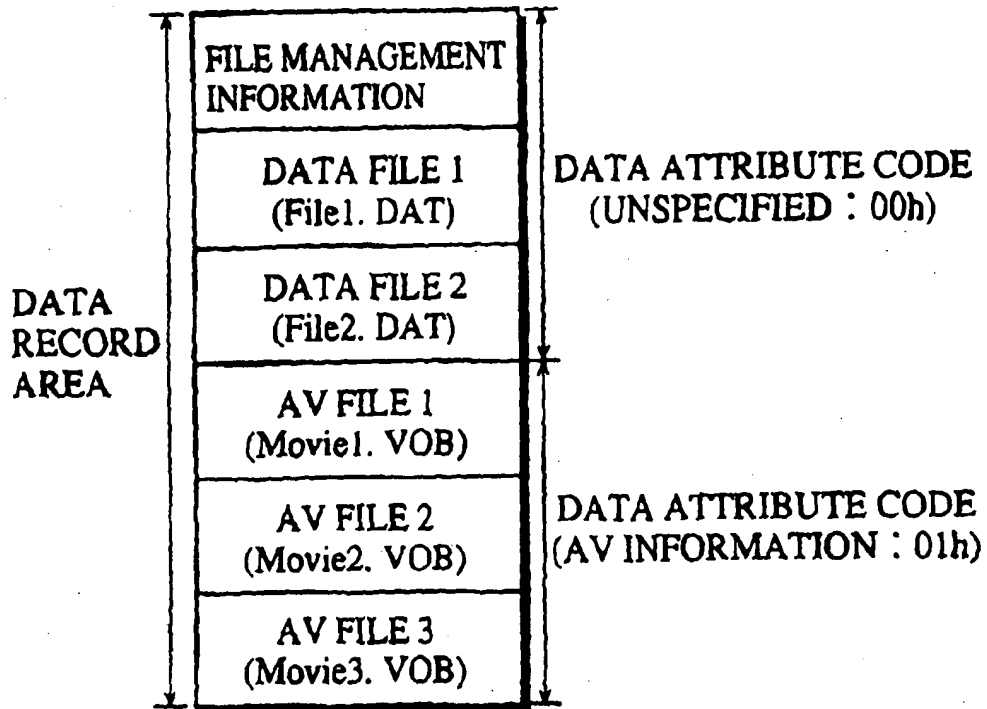 FILE MANAGEMENT
INFORMATION
DATA FILE 1
(File1. DAT)
DATA FILE 2
(File2. DAT)
AV FILE 1
(Movie1. VOB)
AV FILE 2
(Movie2. VOB)
AV FILE 3
(Movie3. VOB)
DATA
RECORD
AREA
DATA ATTRIBUTE CODE
(UNSPECIFIED : 00h)
DATA ATTRIBUTE CODE
(AV INFORMATION : 01h)